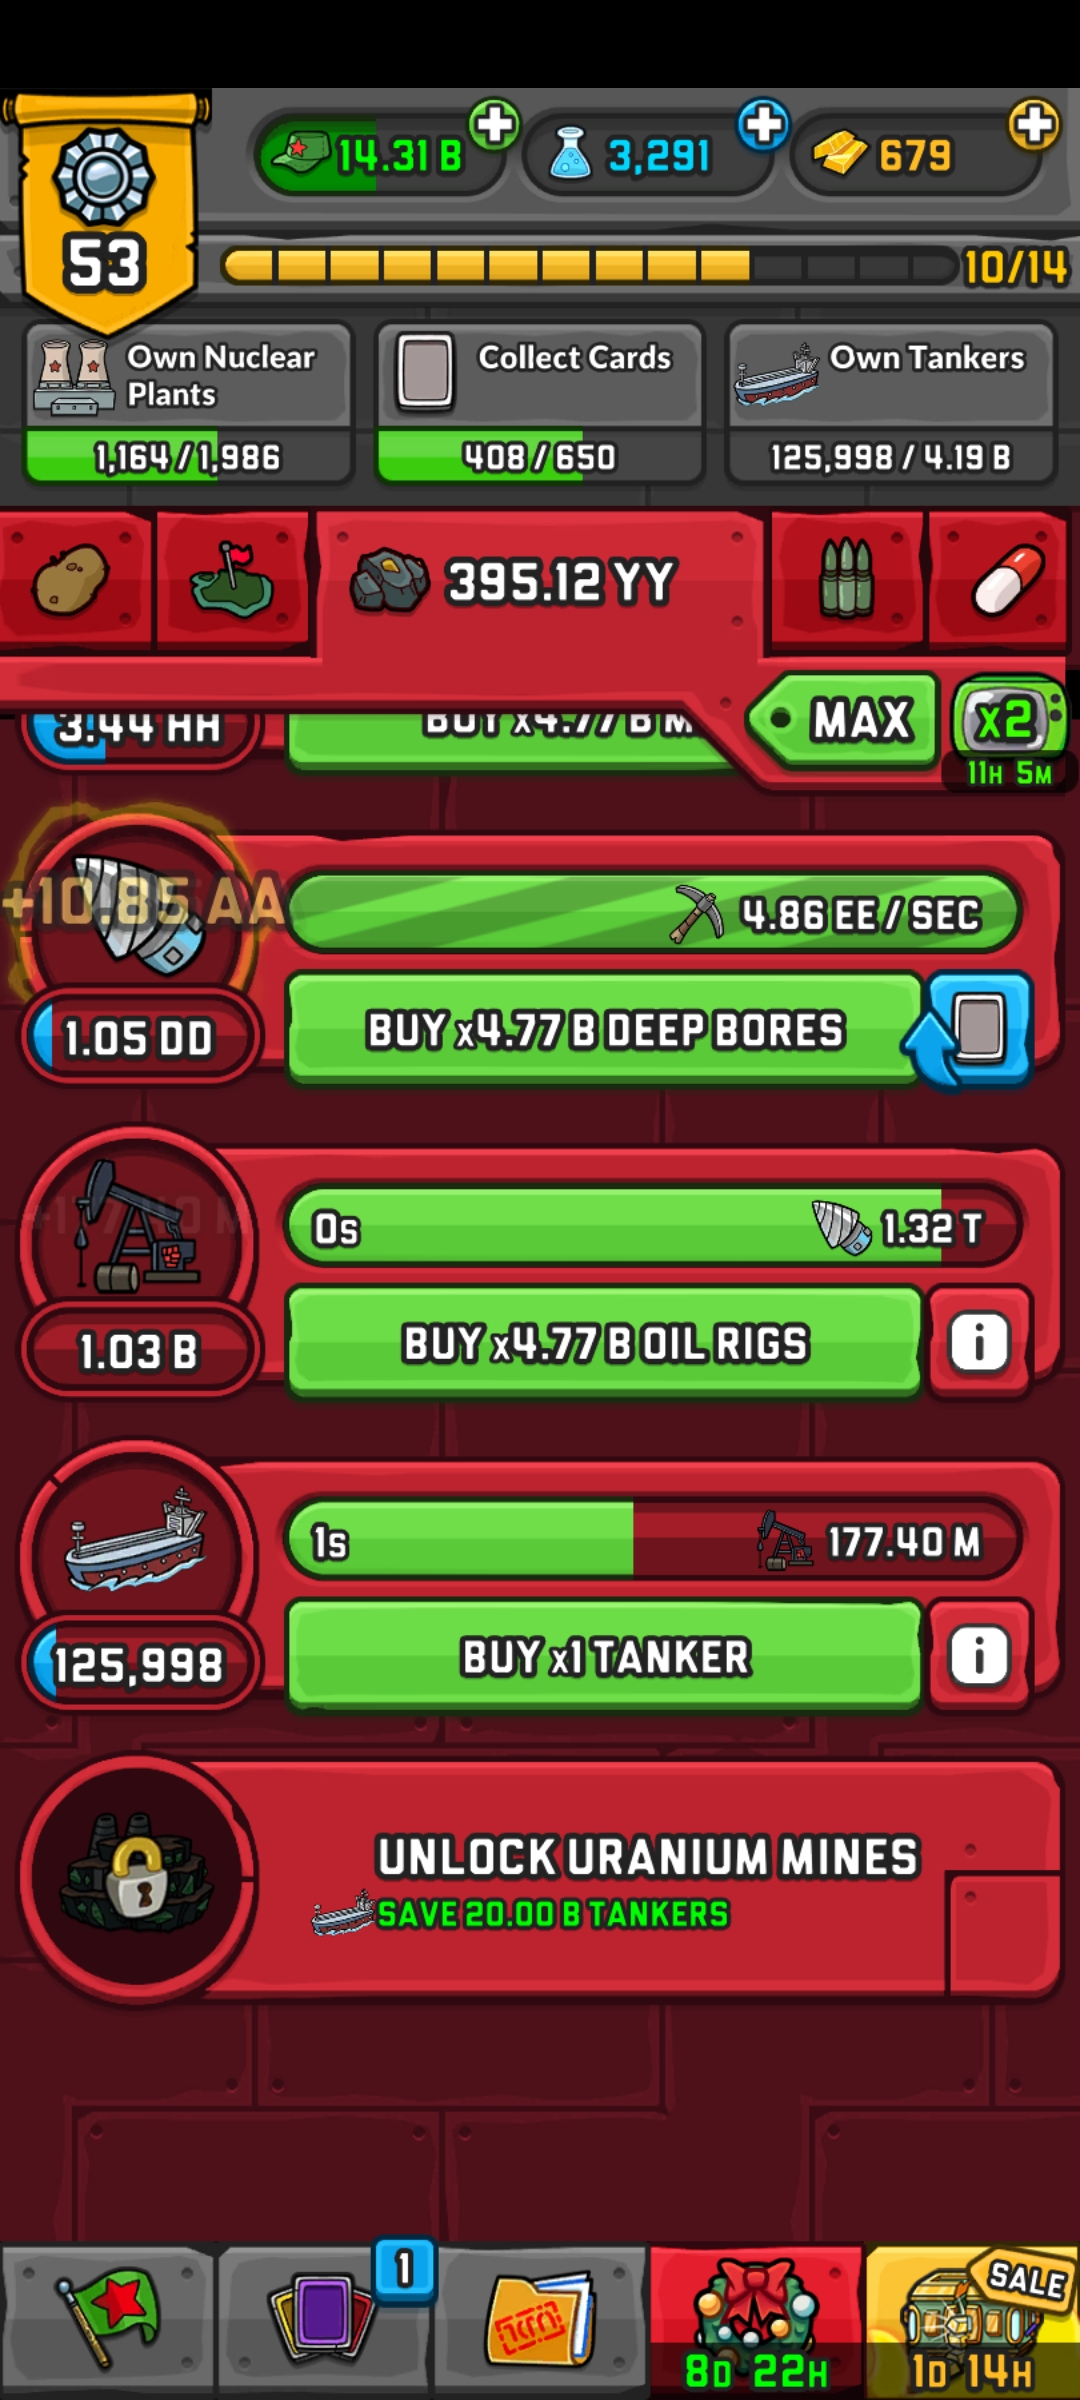 14.31 B
3,291
679
53
10/14
Own Nuclear
Plants
Collect Cards
Own Tankers
1,164 / 1,986
408 / 650
125,998 / 4.19 B
395.12 YY
3.44 HH
BUY x4.77 B M
MAX
x2
11H 5M
+10.85 AA
4.86 EE / SEC
1.05 DD
BUY x4.77 B DEEP BORES
0s
1.32 T
1.03 B
BUY x4.77 B OIL RIGS
i
1s
177.40 M
125,998
BUY x1 TANKER
i
UNLOCK URANIUM MINES
SAVE 20.00 B TANKERS
1
SALE
8D 22H
1D 14H